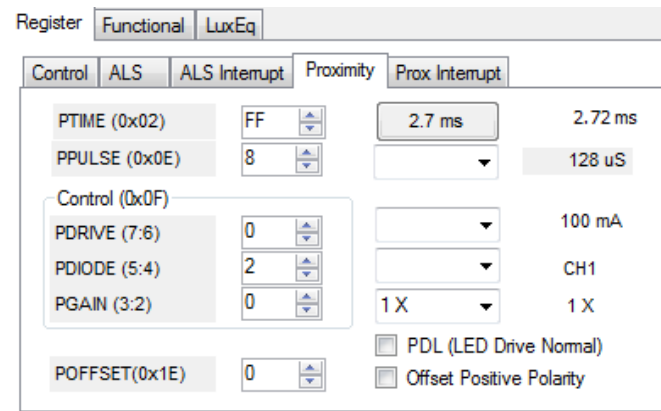 Register Functional LuxEq
Control ALS ALS Interrupt Proximity Prox Interrupt
PTIME (0x02) FF 2.7 ms 2.72 ms
PPULSE (0x0E) 8 128 uS
Control (0x0F)
PDRIVE (7:6) 0 100 mA
PDIODE (5:4) 2 CH1
PGAIN (3:2) 0 1 X 1 X
PDL (LED Drive Normal)
POFFSET(0x1E) 0 Offset Positive Polarity